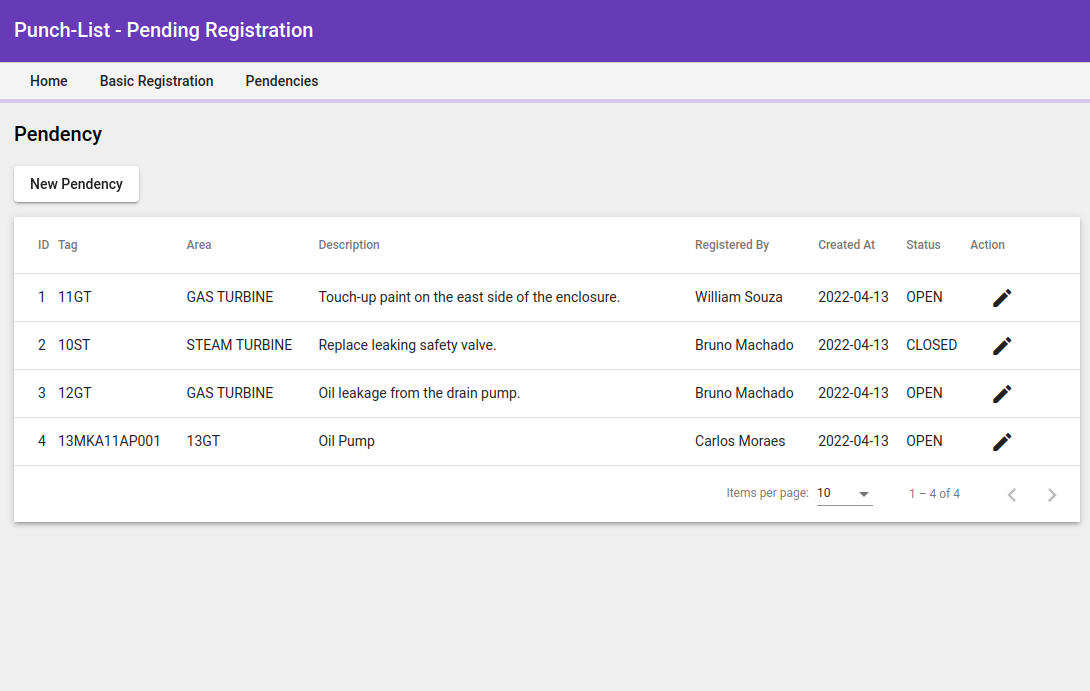 Punch-List - Pending Registration
Home Basic Registration Pendencies
Pendency
New Pendency
ID Tag Area Description Registered By Created At Status Action
1 11GT GAS TURBINE Touch-up paint on the east side of the enclosure. William Souza 2022-04-13 OPEN
2 10ST STEAM TURBINE Replace leaking safety valve. Bruno Machado 2022-04-13 CLOSED
3 12GT GAS TURBINE Oil leakage from the drain pump. Bruno Machado 2022-04-13 OPEN
4 13MKA11AP001 13GT Oil Pump Carlos Moraes 2022-04-13 OPEN
Items per page: 10 1 – 4 of 4